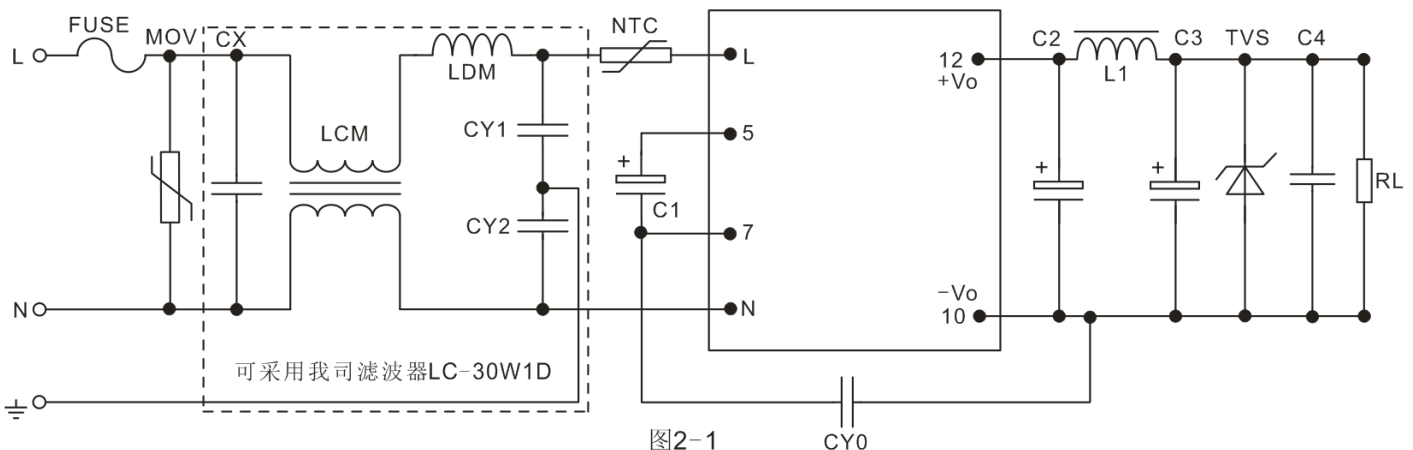 FUSE
MOV
CX
NTC
L
LDM
L
12
+Vo
C2
L1
C3
TVS
C4
LCM
CY1
5
+
C1
+
+
RL
CY2
7
N
N
-Vo
10
可采用我司滤波器LC-30W1D
图2-1
CY0